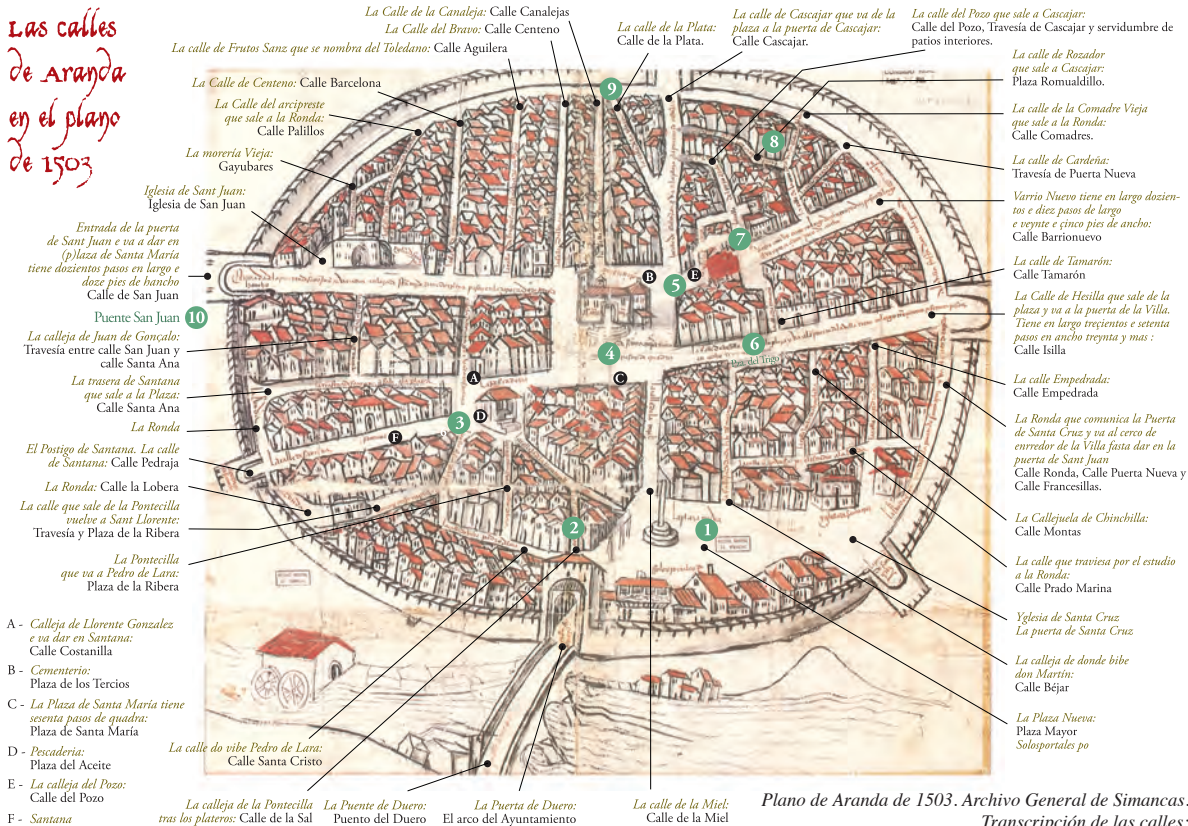 Las calles
de Aranda
en el plano
de 1503
La Calle de la Canaleja: Calle Canalejas
La Calle del Bravo: Calle Centeno
La calle de Frutos Sanz que se nombra del Toledano: Calle Aguilera
La Calle de Centeno: Calle Barcelona
La Calle del arcipreste
que sale a la Ronda:
Calle Palillos
La morería Vieja:
Gayubares
Iglesia de Sant Juan:
Iglesia de San Juan
Entrada de la puerta
de Sant Juan e va a dar en
(p)laza de Santa María
tiene dozientos pasos en largo e
doze pies de hancho
Calle de San Juan
Puente San Juan 10
La calleja de Juan de Gonçalo:
Travesía entre calle San Juan y
calle Santa Ana
La trasera de Santana
que sale a la Plaza:
Calle Santa Ana
La Ronda
El Postigo de Santana. La calle
de Santana: Calle Pedraja
La Ronda: Calle la Lobera
La calle que sale de la Pontecilla
vuelve a Sant Llorente:
Travesía y Plaza de la Ribera
La Pontecilla
que va a Pedro de Lara:
Plaza de la Ribera
A - Calleja de Llorente Gonzalez
e va dar en Santana:
Calle Costanilla
B - Cementerio:
Plaza de los Tercios
C - La Plaza de Santa María tiene
sesenta pasos de quadra:
Plaza de Santa María
D - Pescaderia:
Plaza del Aceite
E - La calleja del Pozo:
Calle del Pozo
F - Santana
La calle de la Plata:
Calle de la Plata.
La calle de Cascajar que va de la
plaza a la puerta de Cascajar:
Calle Cascajar.
La calle del Pozo que sale a Cascajar:
Calle del Pozo, Travesía de Cascajar y servidumbre de
patios interiores.
La calle de Rozador
que sale a Cascajar:
Plaza Romualdillo.
La calle de la Comadre Vieja
que sale a la Ronda:
Calle Comadres.
La calle de Cardeña:
Travesía de Puerta Nueva
Varrio Nuevo tiene en largo dozien-
tos e diez pasos de largo
e veynte e çinco pies de ancho:
Calle Barrionuevo
La calle de Tamarón:
Calle Tamarón
La Calle de Hesilla que sale de la
plaza y va a la puerta de la Villa.
Tiene en largo treçientos e setenta
pasos en ancho treynta y mas :
Calle Isilla
La calle Empedrada:
Calle Empedrada
La Ronda que comunica la Puerta
de Santa Cruz y va al cerco de
enrredor de la Villa fasta dar en la
puerta de Sant Juan
Calle Ronda, Calle Puerta Nueva y
Calle Francesillas.
La Callejuela de Chinchilla:
Calle Montas
La calle que traviesa por el estudio
a la Ronda:
Calle Prado Marina
Yglesia de Santa Cruz
La puerta de Santa Cruz
La calleja de donde bibe
don Martín:
Calle Béjar
La Plaza Nueva:
Plaza Mayor
Solosportales po
9
8
7
B
E
5
6
Pza. del Trigo
4
A
C
D
3
F
2
1
La calle do vibe Pedro de Lara:
Calle Santa Cristo
La calleja de la Pontecilla
tras los plateros: Calle de la Sal
La Puente de Duero:
Puento del Duero
La Puerta de Duero:
El arco del Ayuntamiento
La calle de la Miel:
Calle de la Miel
Plano de Aranda de 1503. Archivo General de Simancas.
Transcripción de las calles: